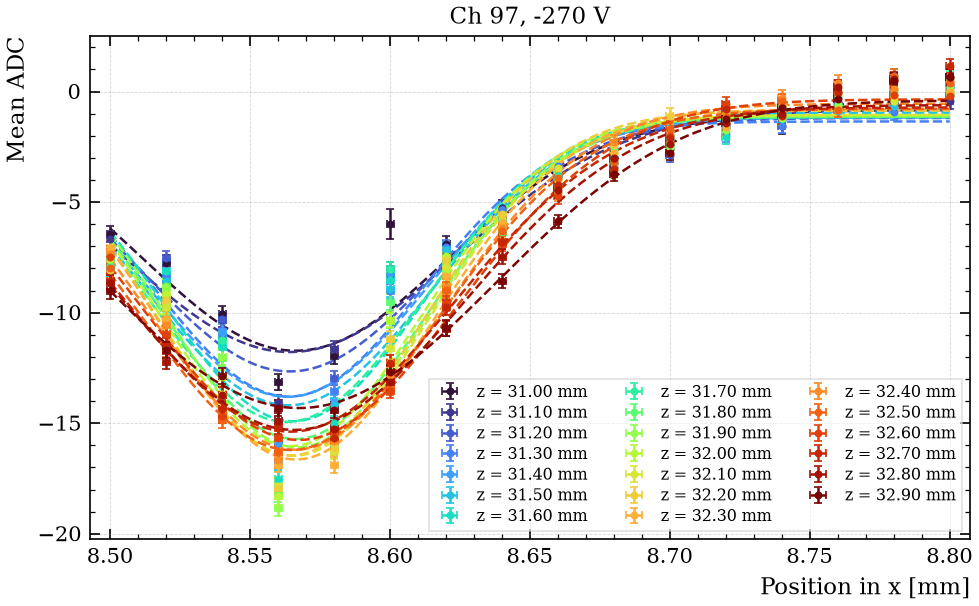 Ch 97, -270 V
Mean ADC
0
−5
−10
−15
−20
z = 31.00 mm z = 31.70 mm z = 32.40 mm
z = 31.10 mm z = 31.80 mm z = 32.50 mm
z = 31.20 mm z = 31.90 mm z = 32.60 mm
z = 31.30 mm z = 32.00 mm z = 32.70 mm
z = 31.40 mm z = 32.10 mm z = 32.80 mm
z = 31.50 mm z = 32.20 mm z = 32.90 mm
z = 31.60 mm z = 32.30 mm
8.50 8.55 8.60 8.65 8.70 8.75 8.80
Position in x [mm]